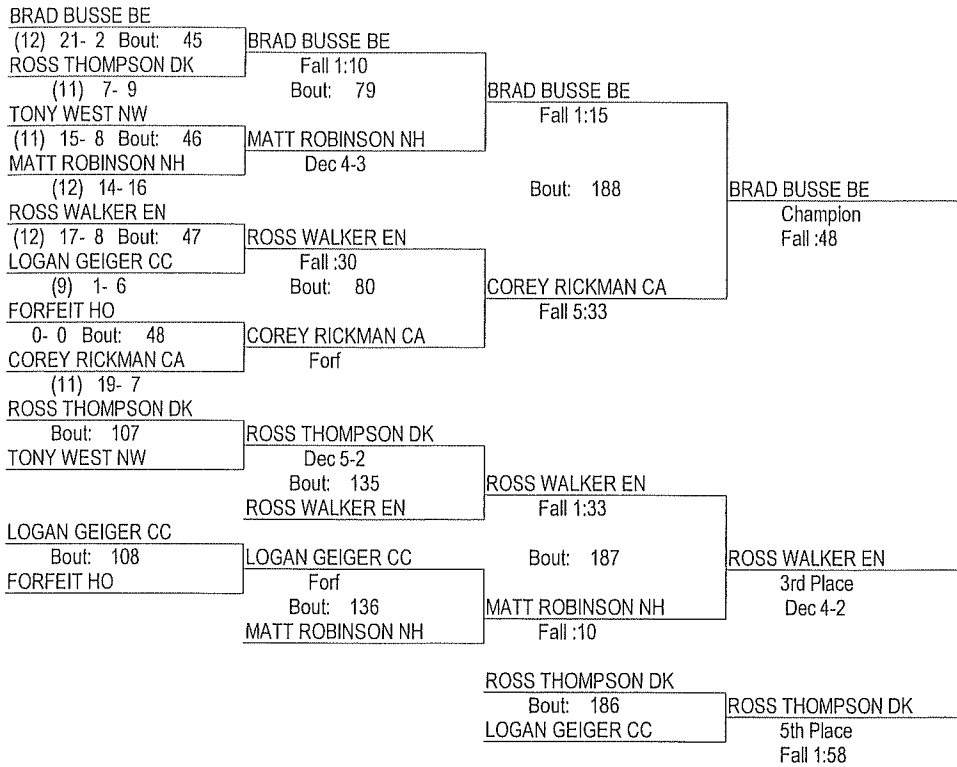 BRAD BUSSE BE
(12) 21- 2 Bout: 45
ROSS THOMPSON DK
(11) 7- 9
TONY WEST NW
(11) 15- 8 Bout: 46
MATT ROBINSON NH
(12) 14- 16
ROSS WALKER EN
(12) 17- 8 Bout: 47
LOGAN GEIGER CC
(9) 1- 6
FORFEIT HO
0- 0 Bout: 48
COREY RICKMAN CA
(11) 19- 7
BRAD BUSSE BE
Fall 1:10
Bout: 79
MATT ROBINSON NH
Dec 4-3
ROSS WALKER EN
Fall :30
Bout: 80
COREY RICKMAN CA
Forf
BRAD BUSSE BE
Fall 1:15
Bout: 188
COREY RICKMAN CA
Fall 5:33
BRAD BUSSE BE
Champion
Fall :48
ROSS THOMPSON DK
Bout: 107
TONY WEST NW
LOGAN GEIGER CC
Bout: 108
FORFEIT HO
ROSS THOMPSON DK
Dec 5-2
Bout: 135
ROSS WALKER EN
LOGAN GEIGER CC
Forf
Bout: 136
MATT ROBINSON NH
ROSS WALKER EN
Fall 1:33
Bout: 187
MATT ROBINSON NH
Fall :10
ROSS WALKER EN
3rd Place
Dec 4-2
ROSS THOMPSON DK
Bout: 186
LOGAN GEIGER CC
ROSS THOMPSON DK
5th Place
Fall 1:58